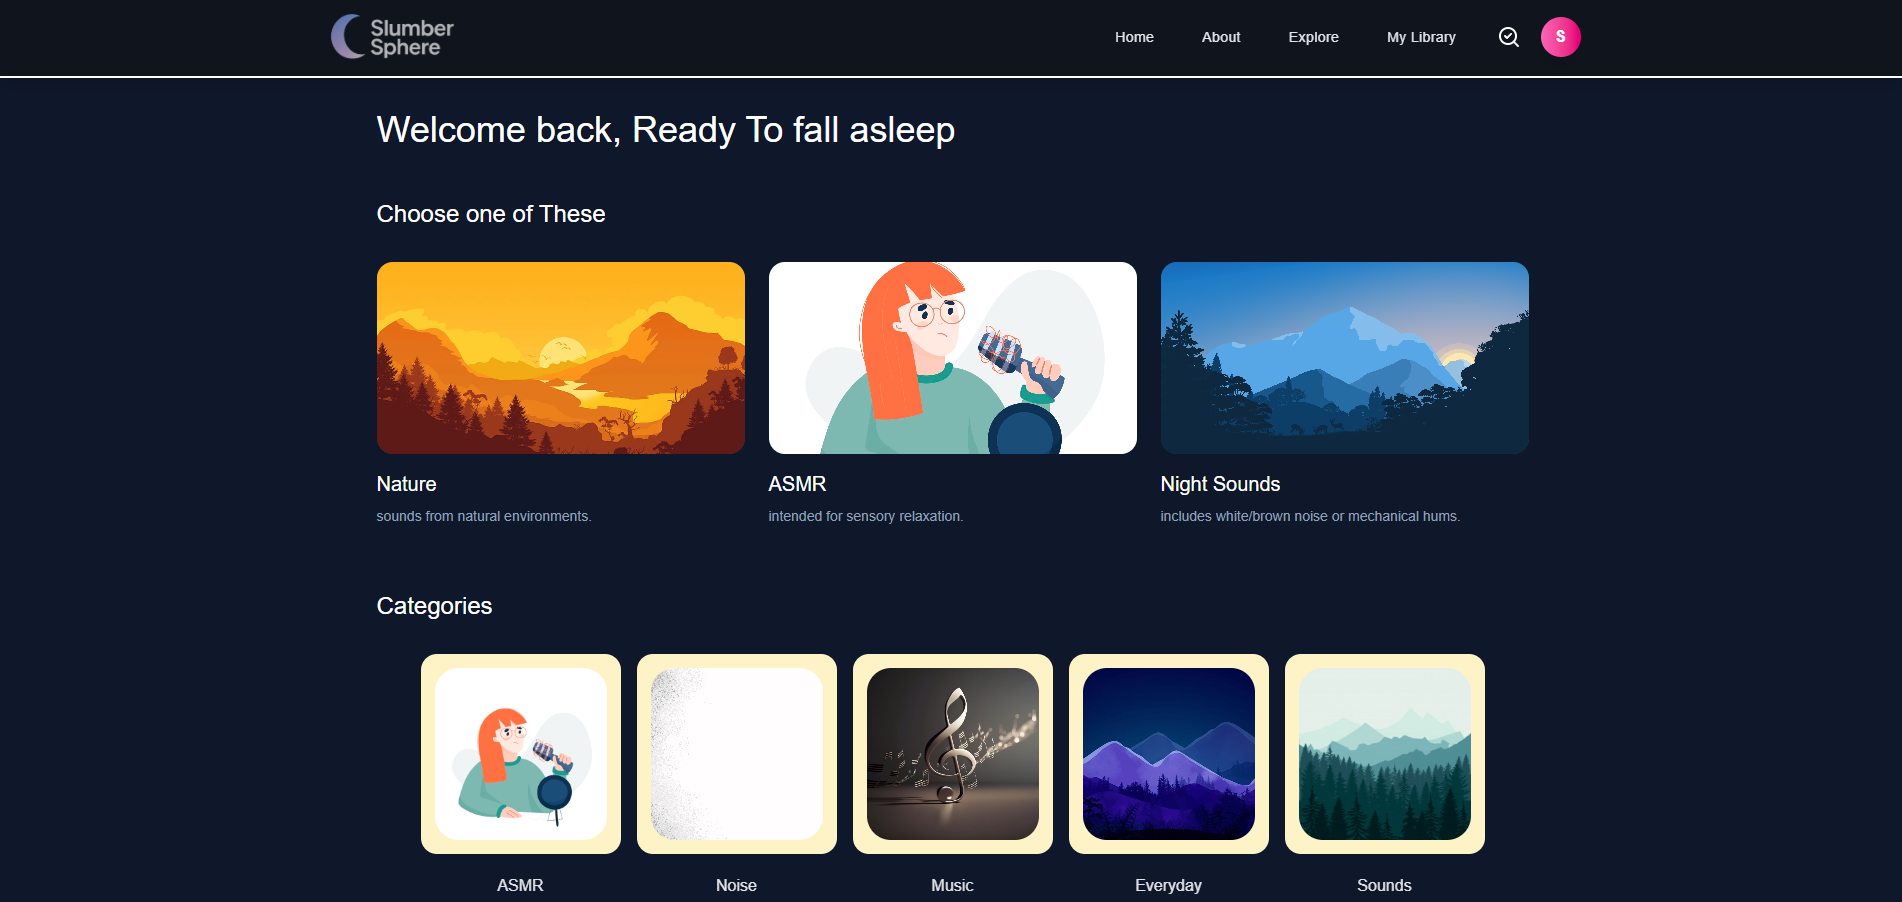 Slumber
Sphere
Home
About
Explore
My Library
S
Welcome back, Ready To fall asleep
Choose one of These
Nature
sounds from natural environments.
ASMR
intended for sensory relaxation.
Night Sounds
includes white/brown noise or mechanical hums.
Categories
ASMR
Noise
Music
Everyday
Sounds